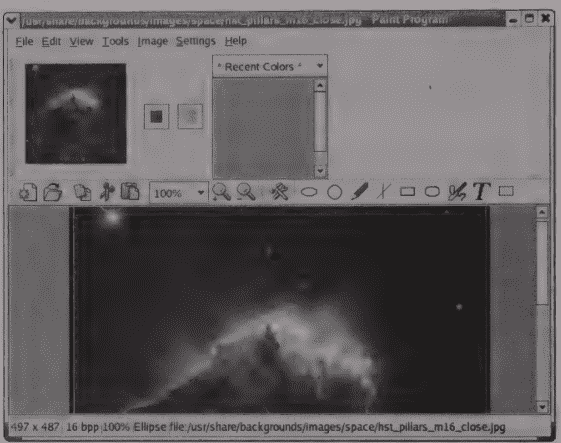 /usr/share/backgrounds/images/space/hst_pillars_m16_close.jpg - Paint Program
File Edit View Tools Image Settings Help
* Recent Colors *
100%
T
497 x 487 16 bpp 100% Ellipse file:/usr/share/backgrounds/images/space/hst_pillars_m16_close.jpg